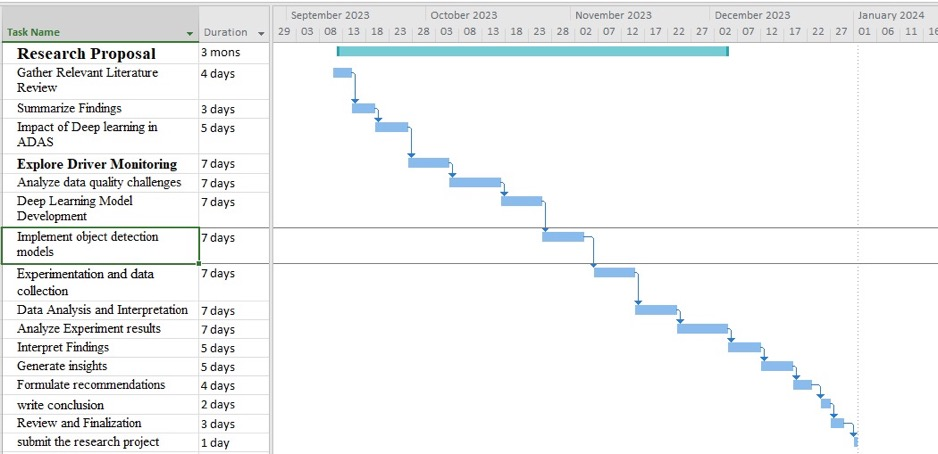 September 2023 October 2023 November 2023 December 2023 January 2024
Task Name Duration 29 03 08 13 18 23 28 03 08 13 18 23 28 02 07 12 17 22 27 02 07 12 17 22 27 01 06 11 16
Research Proposal 3 mons
Gather Relevant Literature 4 days
Review
Summarize Findings 3 days
Impact of Deep learning in 5 days
ADAS
Explore Driver Monitoring 7 days
Analyze data quality challenges 7 days
Deep Learning Model 7 days
Development
Implement object detection 7 days
models
Experimentation and data 7 days
collection
Data Analysis and Interpretation 7 days
Analyze Experiment results 7 days
Interpret Findings 5 days
Generate insights 5 days
Formulate recommendations 4 days
write conclusion 2 days
Review and Finalization 3 days
submit the research project 1 day